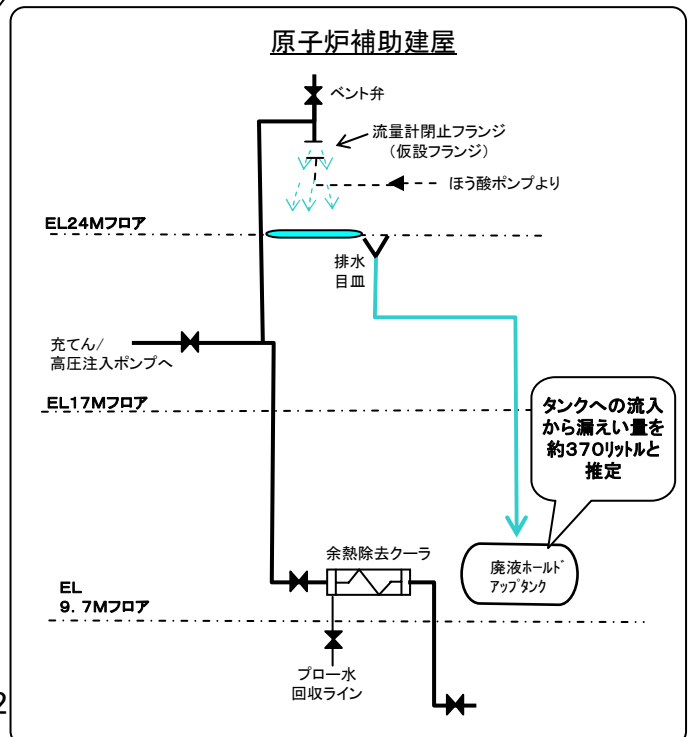 原子炉補助建屋
ベント弁
流量計閉止フランジ
（仮設フランジ）
ほう酸ポンプより
EL24Mフロア
排水
目皿
充てん/
高圧注入ポンプへ
EL17Mフロア
タンクへの流入
から漏えい量を
約370リットルと
推定
余熱除去クーラ
廃液ホールド
アップタンク
EL
9．7Mフロア
ブロー水
回収ライン
2